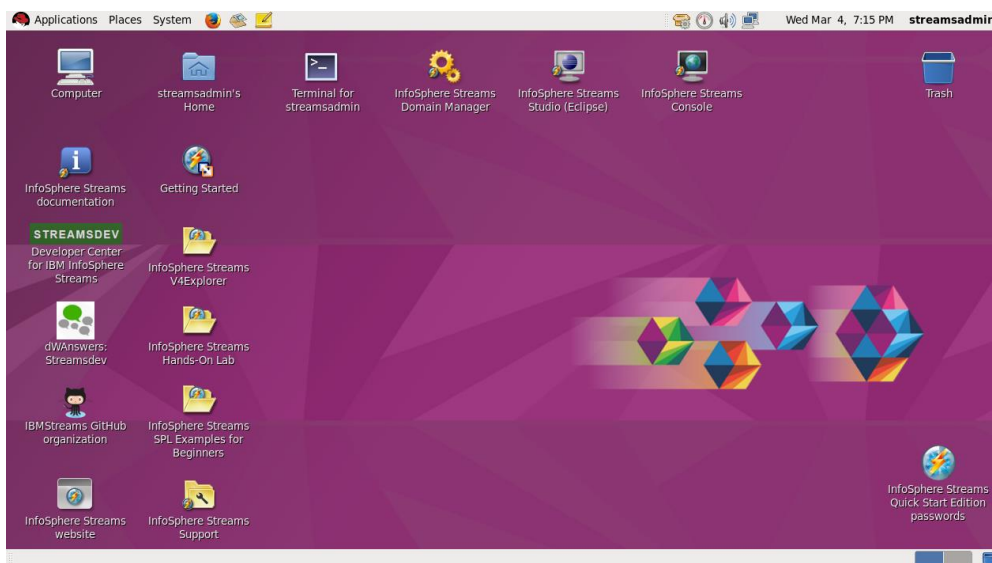 Applications Places System Wed Mar 4, 7:15 PM streamsadmin
Computer
streamsadmin's
Home
Terminal for
streamsadmin
InfoSphere Streams
Domain Manager
InfoSphere Streams
Studio (Eclipse)
InfoSphere Streams
Console
Trash
InfoSphere Streams
documentation
Getting Started
STREAMSDEV
Developer Center
for IBM InfoSphere
Streams
InfoSphere Streams
V4Explorer
dWAnswers:
Streamsdev
InfoSphere Streams
Hands-On Lab
IBMStreams GitHub
organization
InfoSphere Streams
SPL Examples for
Beginners
InfoSphere Streams
Quick Start Edition
passwords
InfoSphere Streams
website
InfoSphere Streams
Support